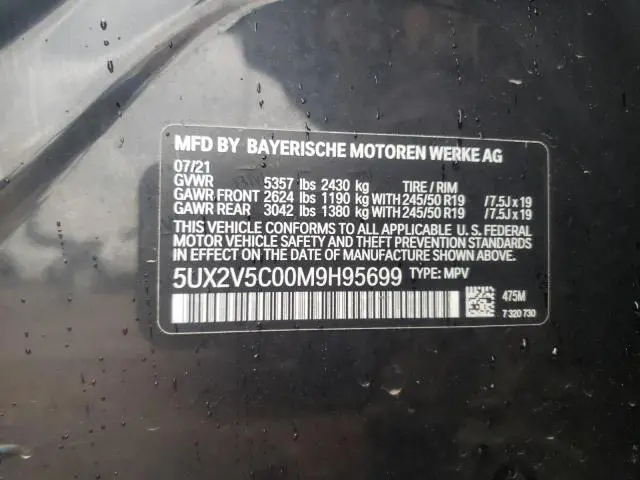 MFD BY BAYERISCHE MOTOREN WERKE AG
07/21
GVWR 5357 lbs 2430 kg TIRE / RIM
GAWR FRONT 2624 lbs 1190 kg WITH 245/50 R19 /7.5J x 19
GAWR REAR 3042 lbs 1380 kg WITH 245/50 R19 /7.5J x 19
THIS VEHICLE CONFORMS TO ALL APPLICABLE U. S. FEDERAL
MOTOR VEHICLE SAFETY AND THEFT PREVENTION STANDARDS
IN EFFECT ON THE DATE OF MANUFACTURE SHOWN ABOVE.
5UX2V5C00M9H95699 TYPE: MPV
475M
7 320 730